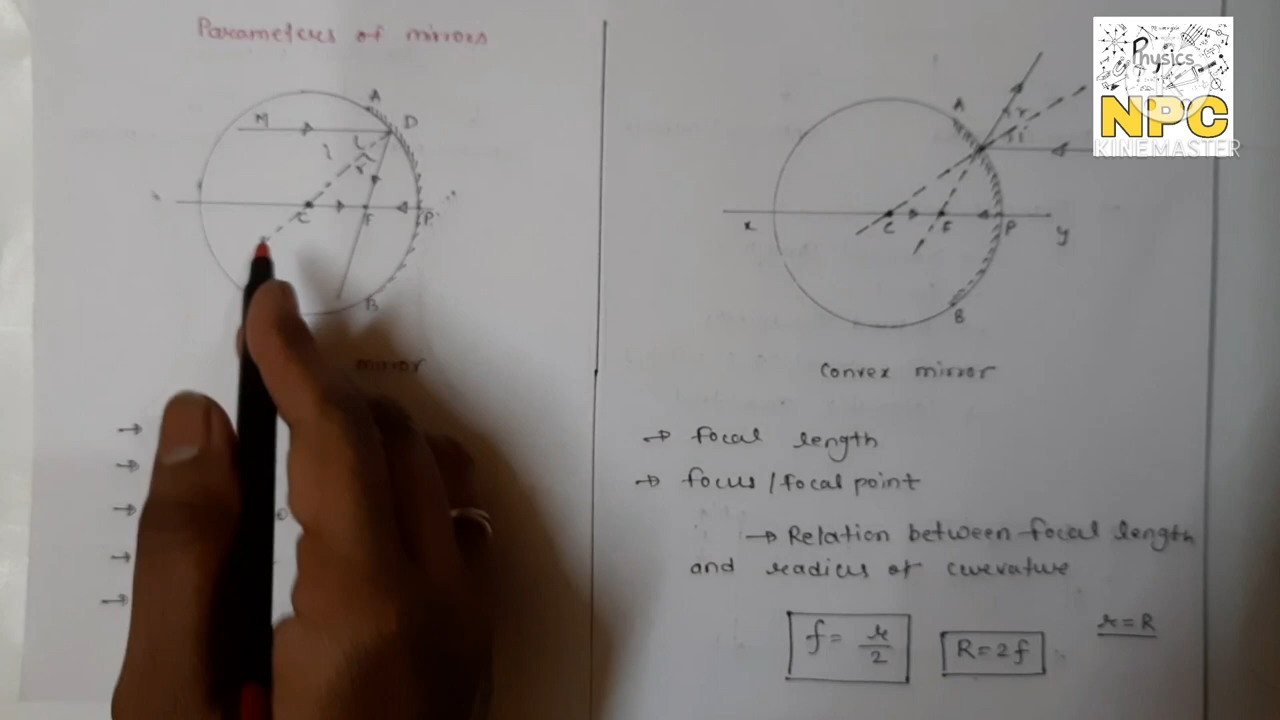 Parameters of mirrors
A
M
D
i
r
C
F
P
B
mirror
A
r
i
x
C
F
P
y
B
Convex mirror
→ focal length
→ focus / focal point
→ Relation between focal length
and radius of curvature
f = r/2
R = 2f
r = R
Physics
NPC
KINEMASTER